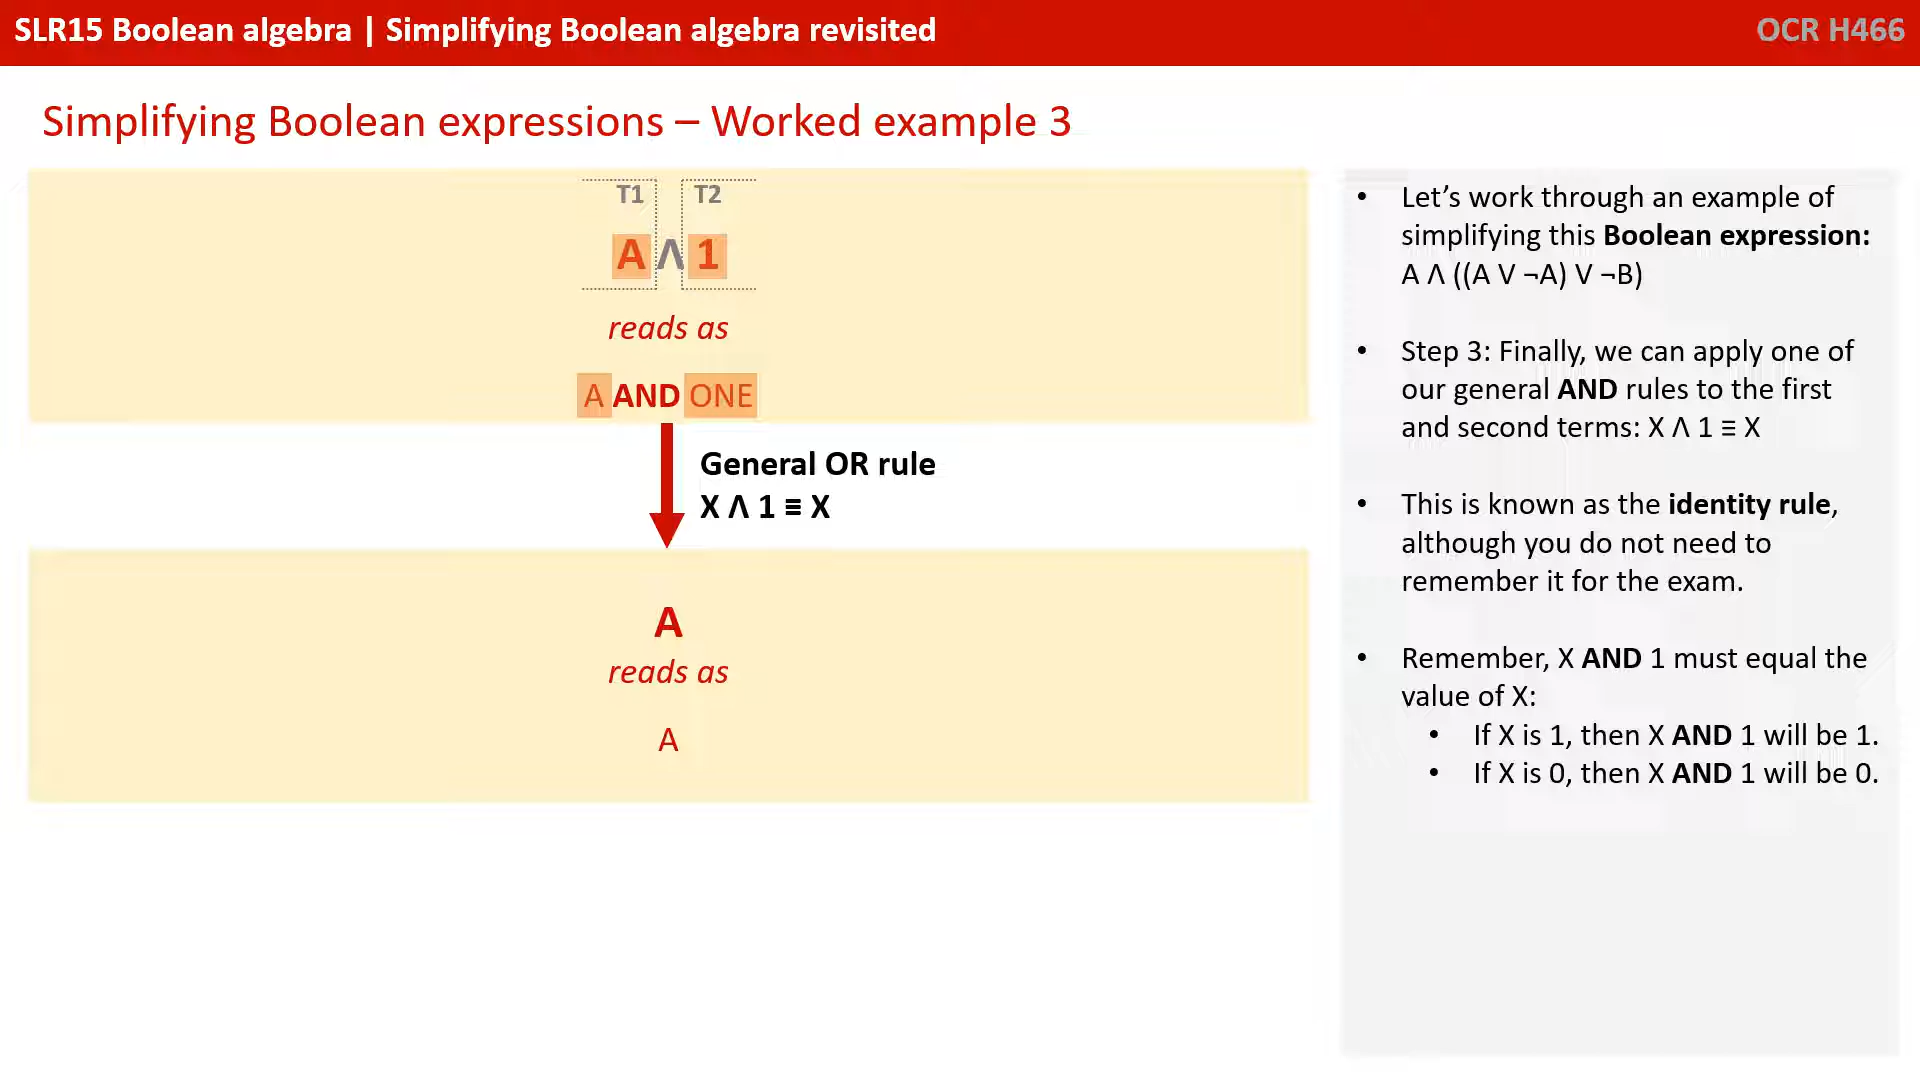 SLR15 Boolean algebra | Simplifying Boolean algebra revisited
OCR H466
Simplifying Boolean expressions – Worked example 3
T1 T2
A Λ 1
reads as
A AND ONE
General OR rule
X Λ 1 ≡ X
A
reads as
A
• Let’s work through an example of
simplifying this Boolean expression:
A Λ ((A V ¬A) V ¬B)
• Step 3: Finally, we can apply one of
our general AND rules to the first
and second terms: X Λ 1 ≡ X
• This is known as the identity rule,
although you do not need to
remember it for the exam.
• Remember, X AND 1 must equal the
value of X:
• If X is 1, then X AND 1 will be 1.
• If X is 0, then X AND 1 will be 0.